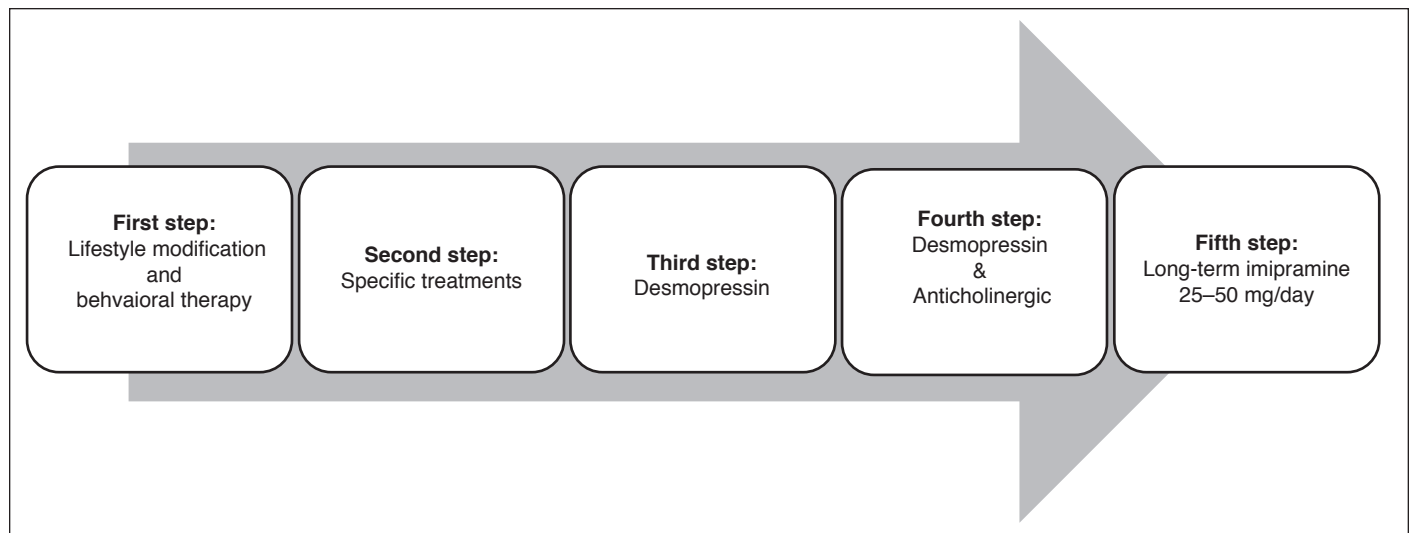 First step:
Lifestyle modification
and
behvaioral therapy
Second step:
Specific treatments
Third step:
Desmopressin
Fourth step:
Desmopressin
&
Anticholinergic
Fifth step:
Long-term imipramine
25–50 mg/day